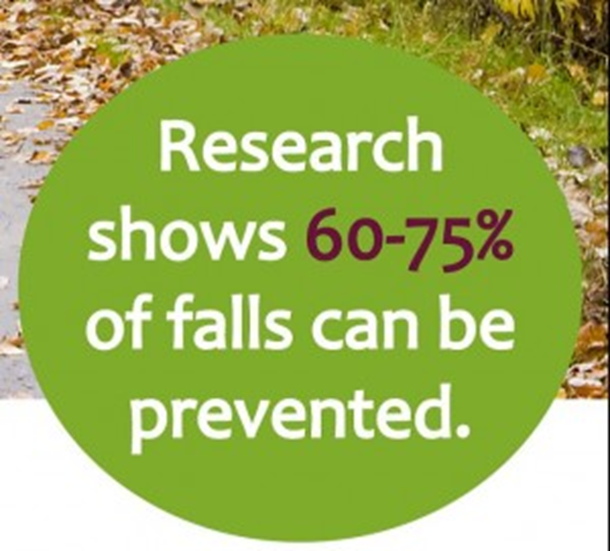 Research
shows 60-75%
of falls can be
prevented.